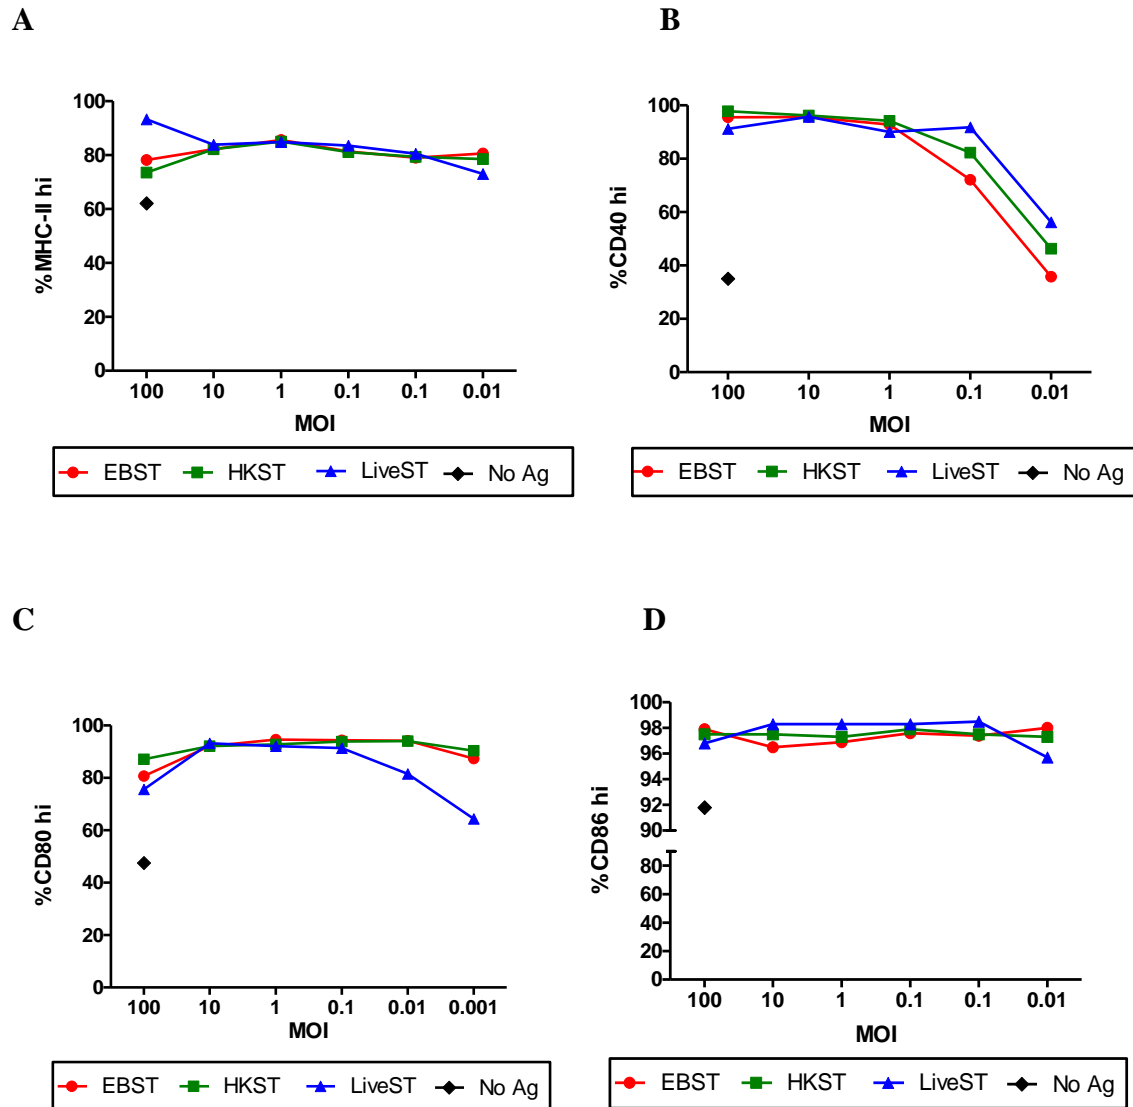 A
B
%MHC-II hi
100
80
60
40
20
0
100 10 1 0.1 0.1 0.01
MOI
EBST HKST LiveST No Ag
%CD40 hi
100
80
60
40
20
0
100 10 1 0.1 0.01
MOI
EBST HKST LiveST No Ag
C
D
%CD80 hi
100
80
60
40
20
0
100 10 1 0.1 0.01 0.001
MOI
EBST HKST LiveST No Ag
%CD86 hi
100
98
96
94
92
90
80
60
40
20
0
100 10 1 0.1 0.1 0.01
MOI
EBST HKST LiveST No Ag